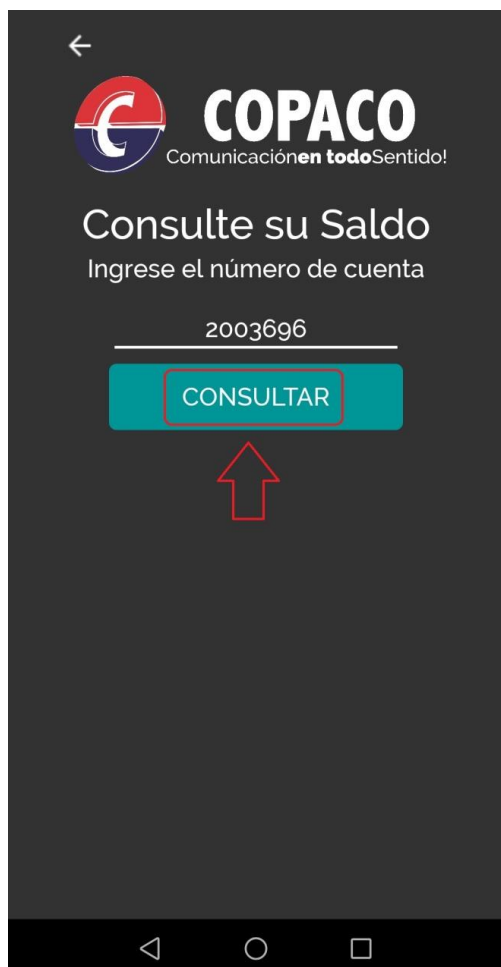 COPACO
Comunicaciónen todoSentido!
Consulte su Saldo
Ingrese el número de cuenta
2003696
CONSULTAR